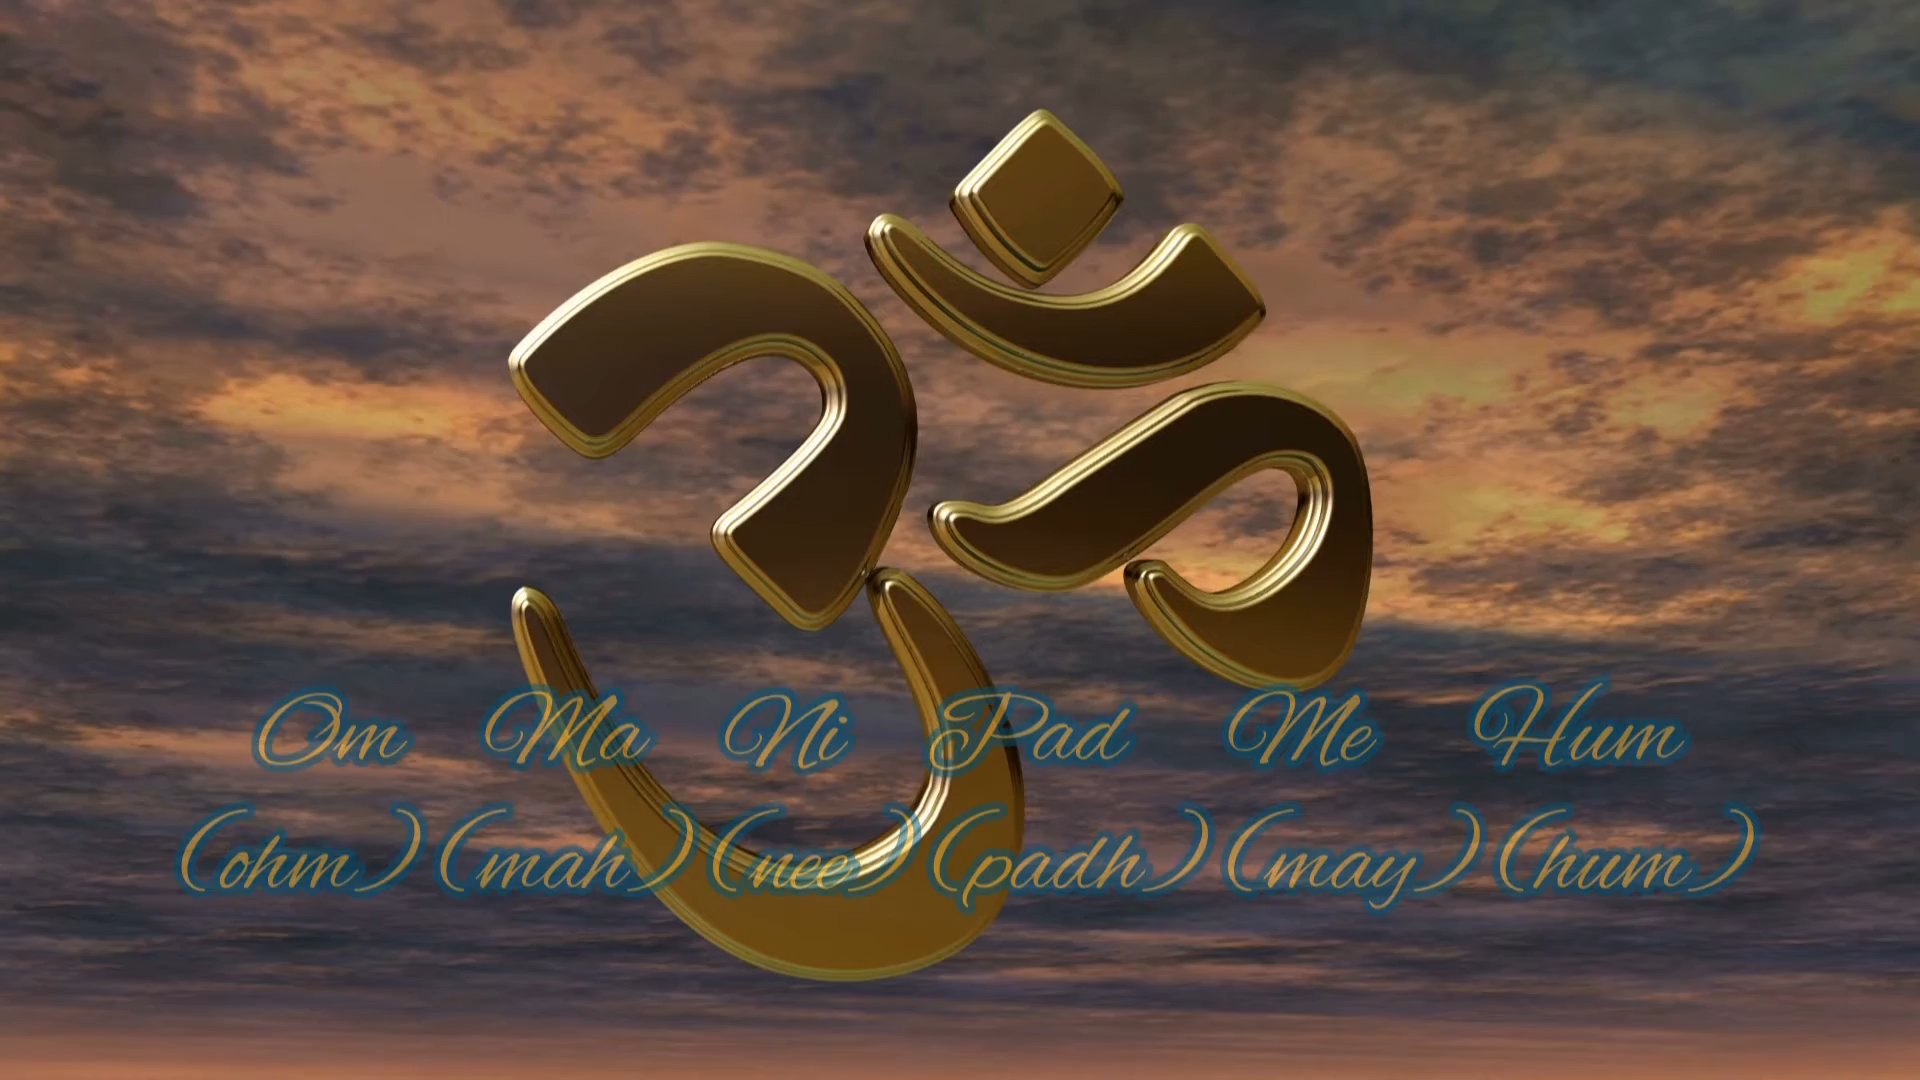 ॐ
Om Ma Ni Pad Me Hum
(ohm) (mah) (nee) (padh) (may) (hum)